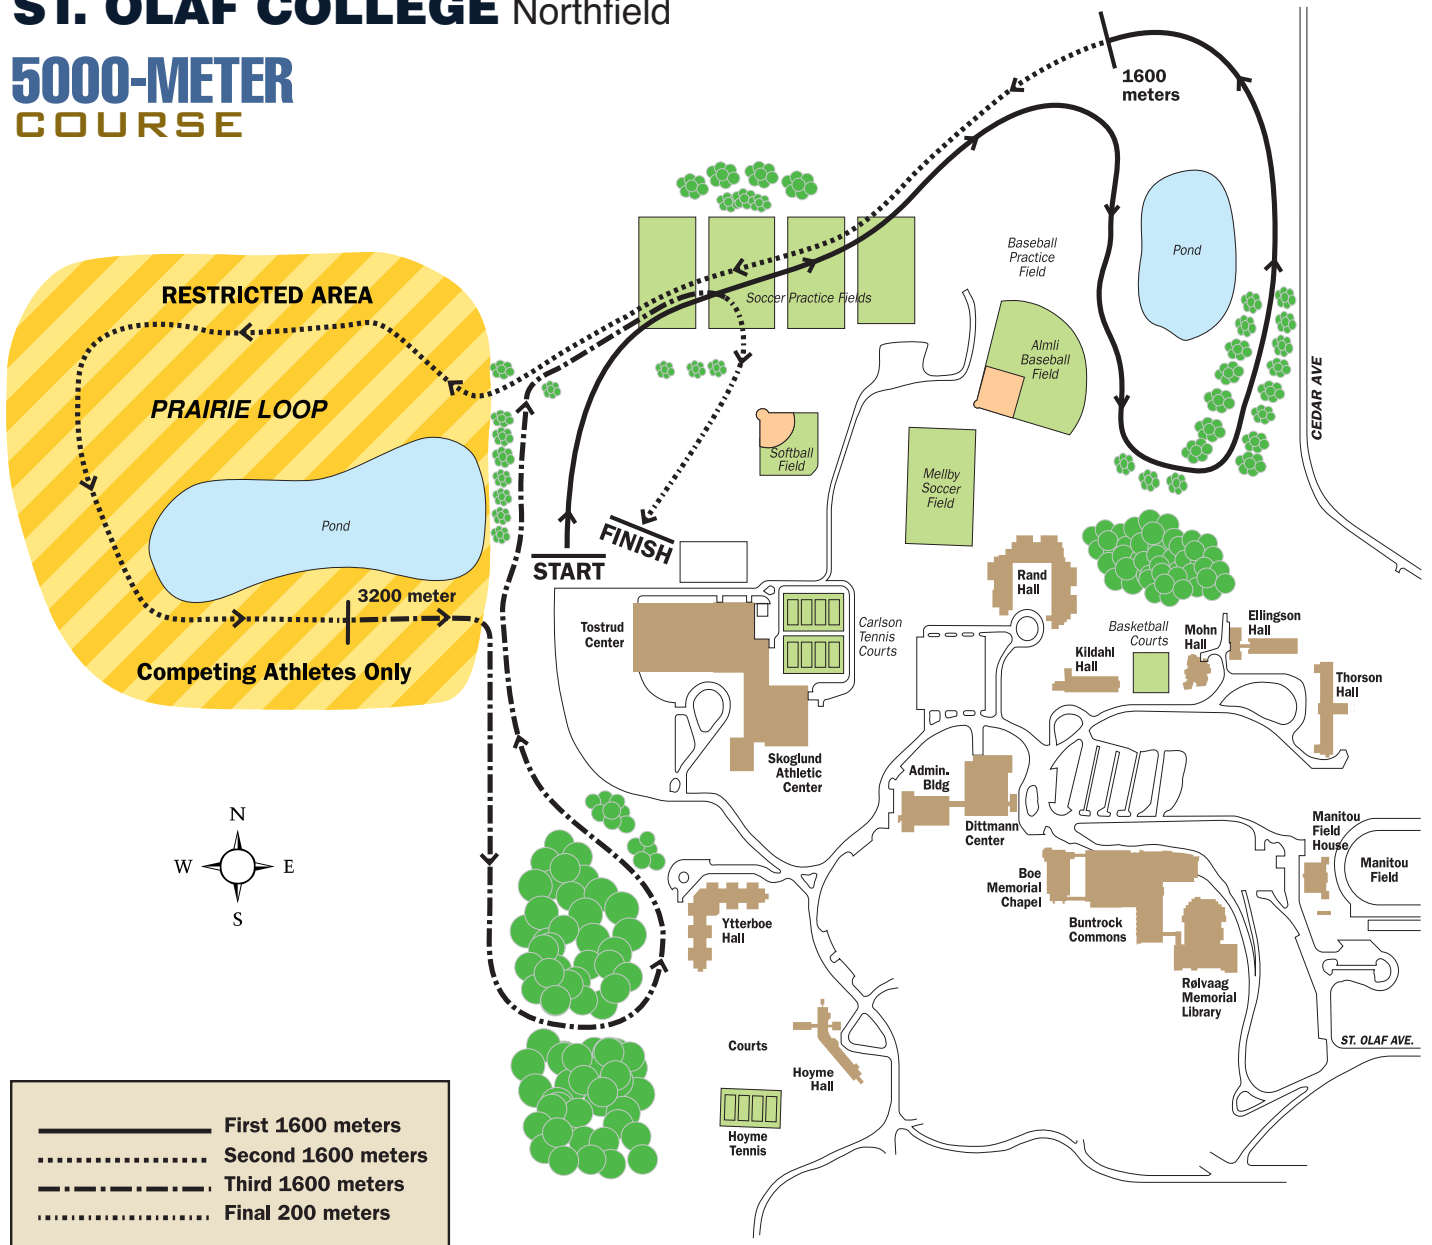 ST. OLAF COLLEGE Northfield
5000-METER
COURSE
1600
meters
RESTRICTED AREA
PRAIRIE LOOP
Pond
3200 meter
Competing Athletes Only
Soccer Practice Fields
Baseball
Practice
Field
Pond
Almli
Baseball
Field
CEDAR AVE
Softball
Field
Mellby
Soccer
Field
START
FINISH
Tostrud
Center
Carlson
Tennis
Courts
Rand
Hall
Basketball
Courts
Mohn
Hall
Ellingson
Hall
Kildahl
Hall
Thorson
Hall
Skoglund
Athletic
Center
Admin.
Bldg
Dittmann
Center
Manitou
Field
House
Manitou
Field
Boe
Memorial
Chapel
Buntrock
Commons
Ytterboe
Hall
Rølvaag
Memorial
Library
N
W
E
S
Courts
Hoyme
Hall
Hoyme
Tennis
ST. OLAF AVE.
First 1600 meters
Second 1600 meters
Third 1600 meters
Final 200 meters